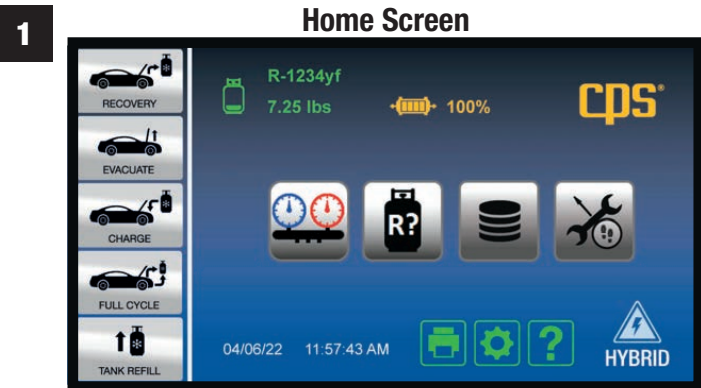 1
Home Screen
RECOVERY
EVACUATE
CHARGE
FULL CYCLE
TANK REFILL
R-1234yf
7.25 lbs
100%
cps®
R?
04/06/22 11:57:43 AM
?
HYBRID